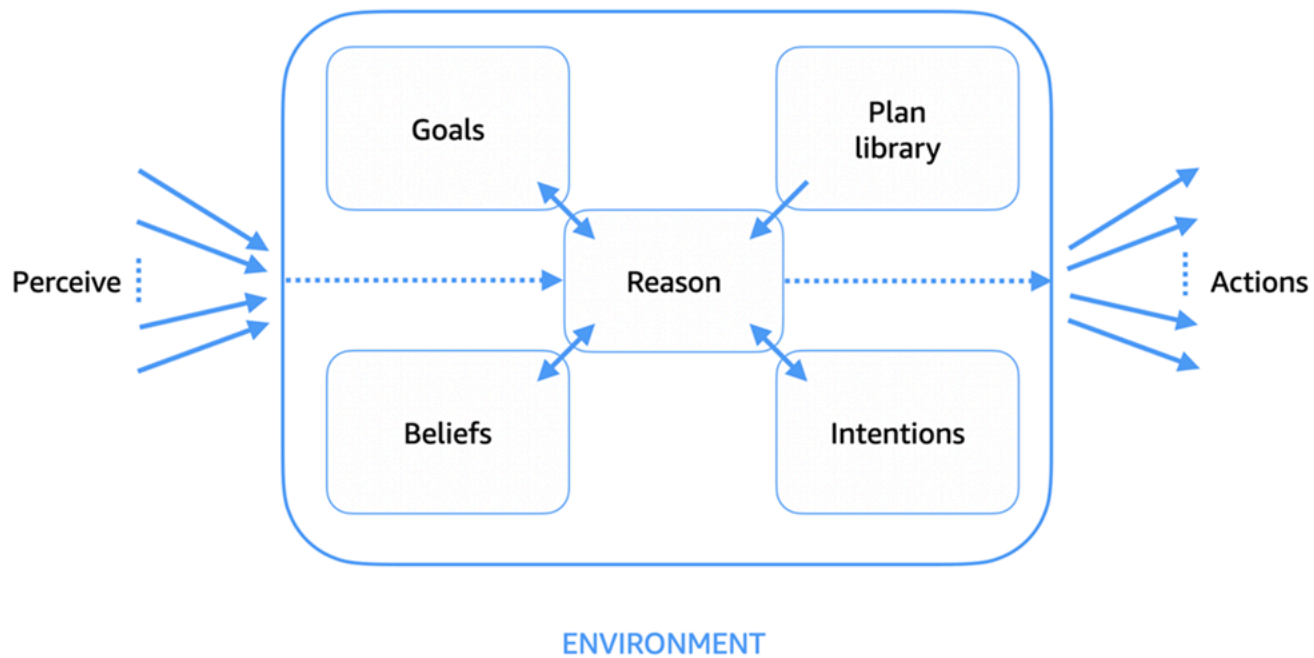 Goals
Plan
library
Perceive
Reason
Actions
Beliefs
Intentions
ENVIRONMENT